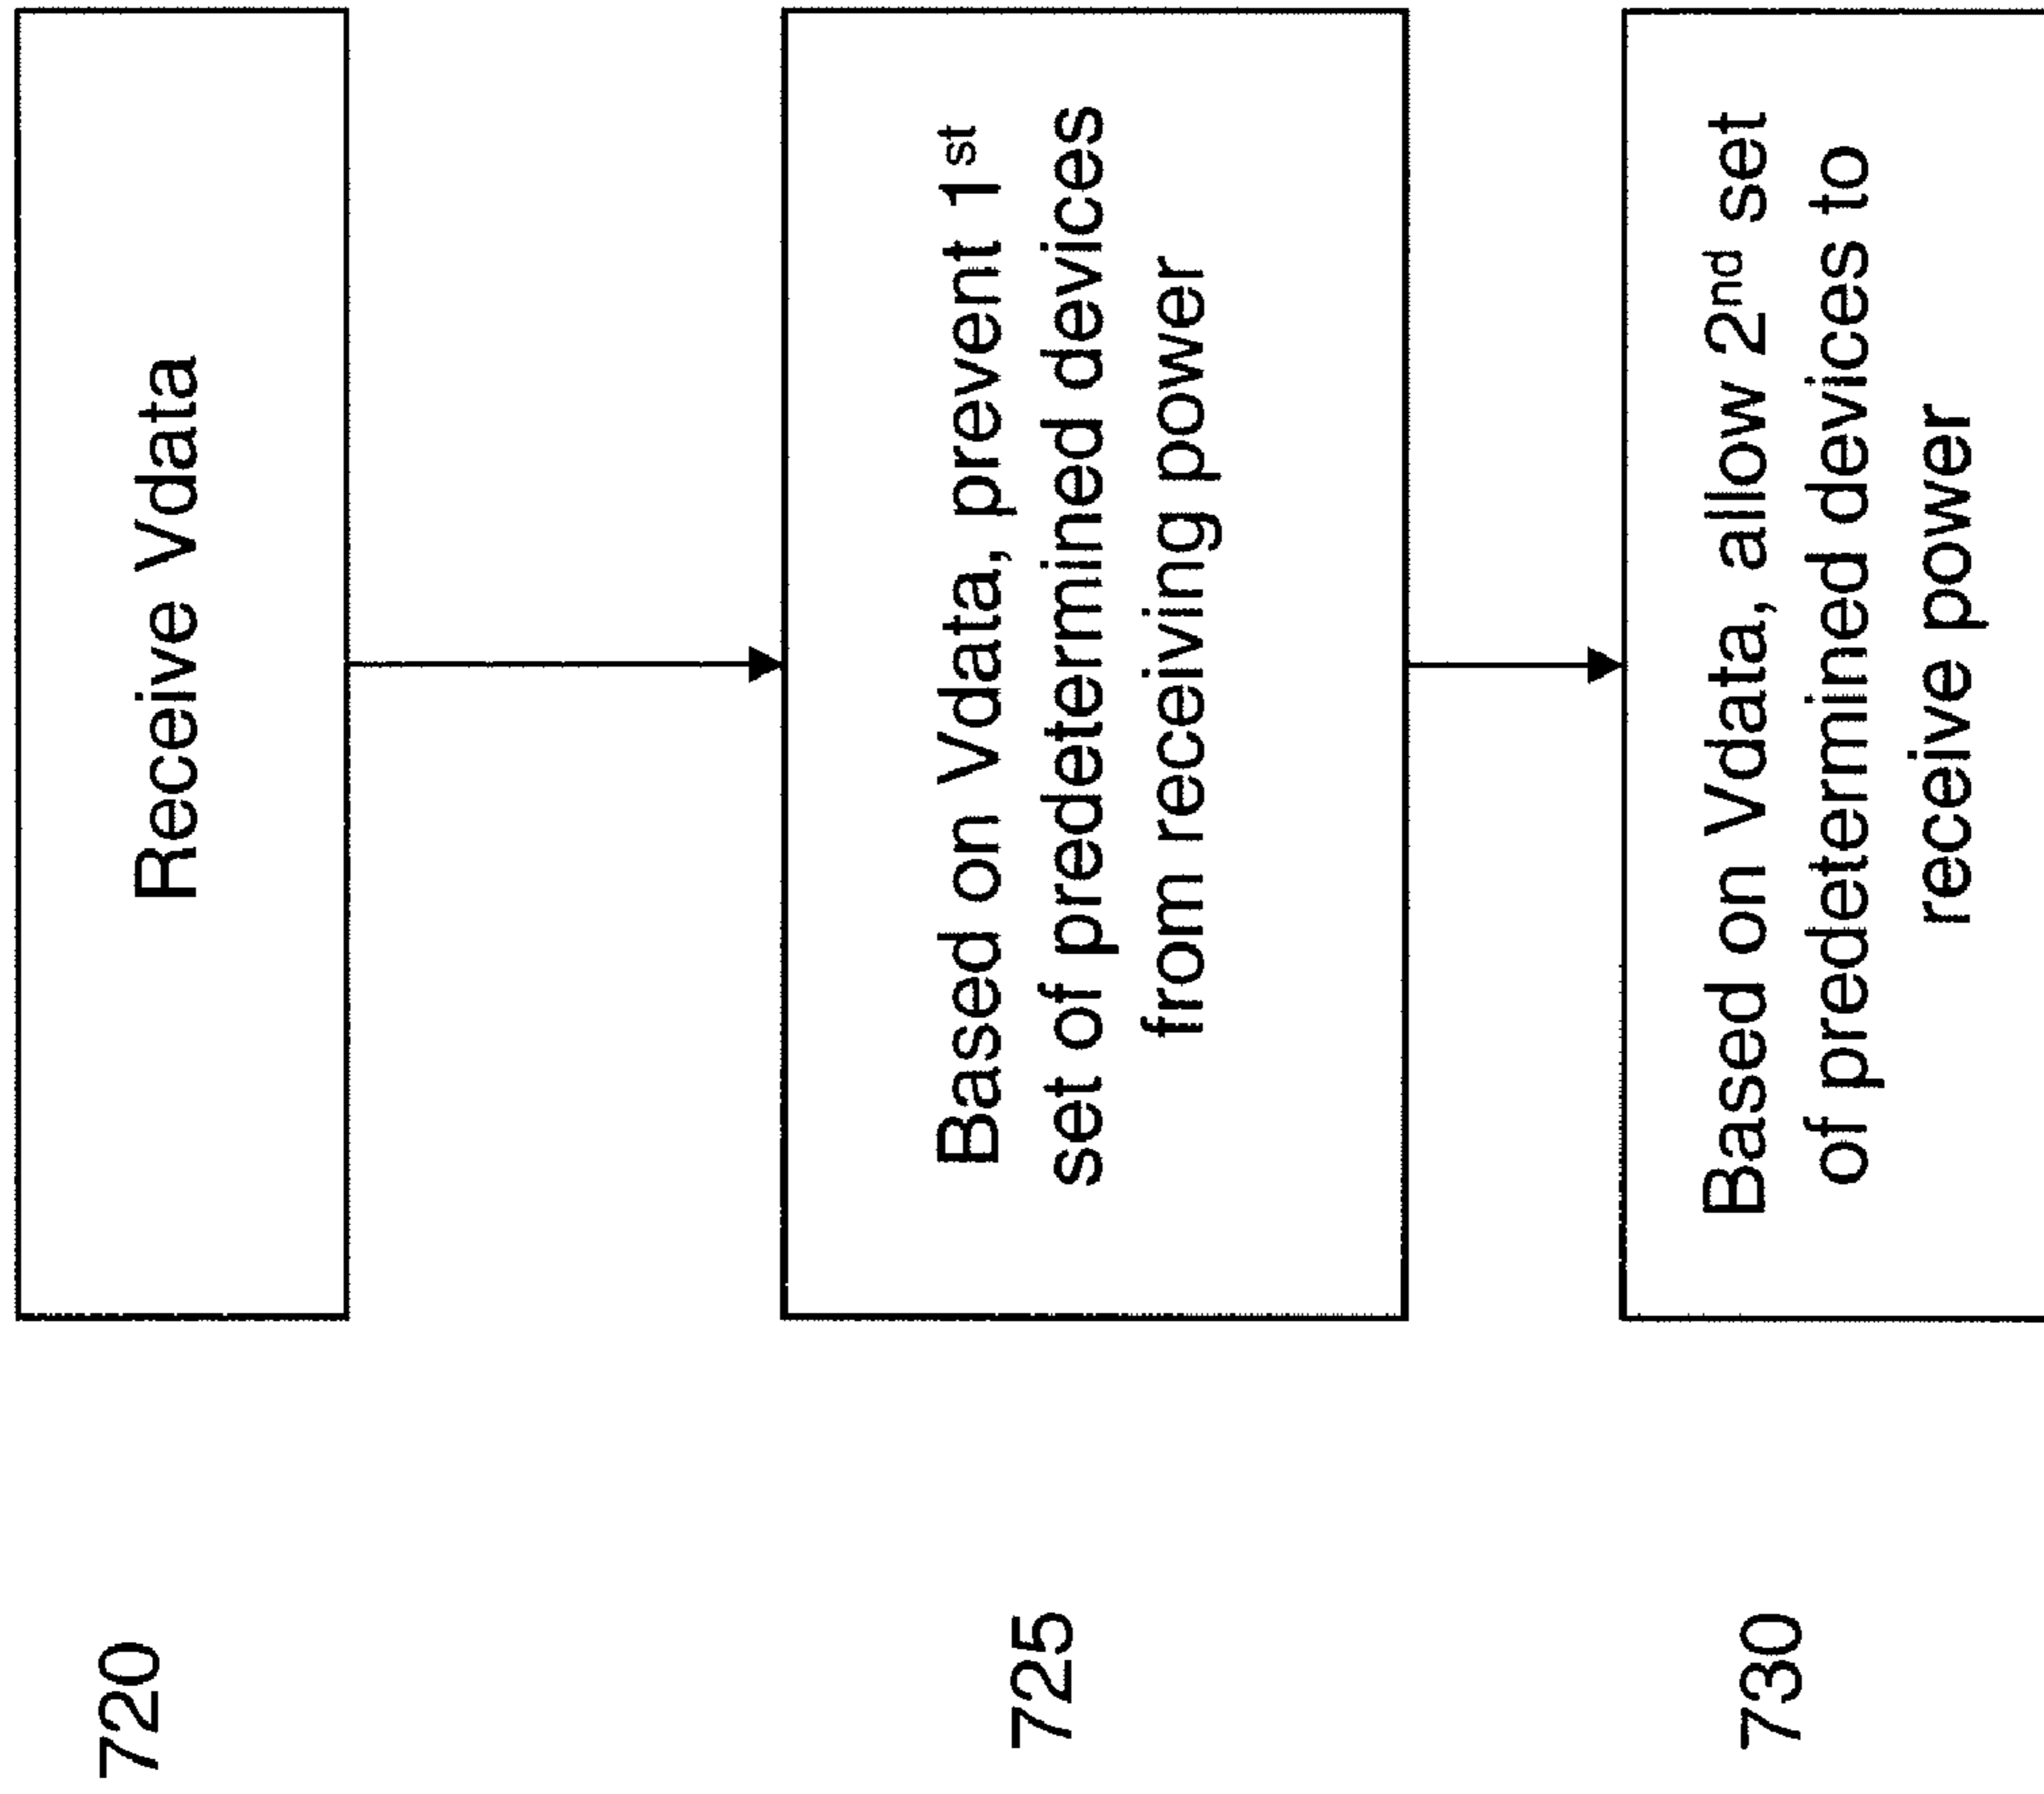 720
Receive Vdata
725
Based on Vdata, prevent 1st
set of predetermined devices
from receiving power
730
Based on Vdata, allow 2nd set
of predetermined devices to
receive power